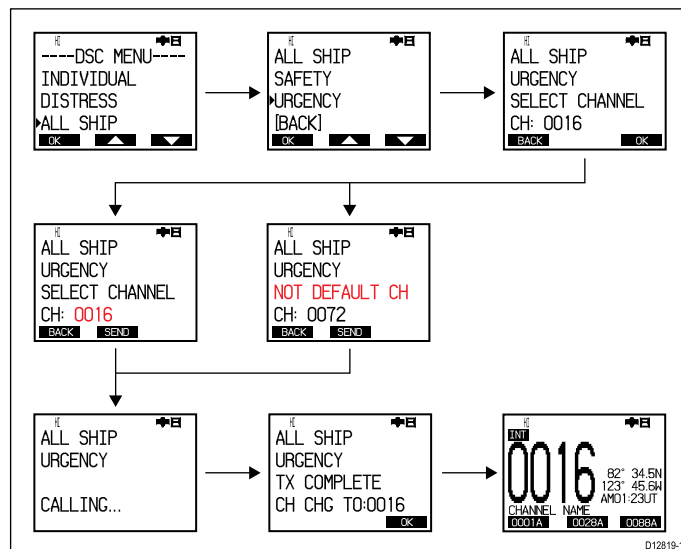 HI
----DSC MENU----
INDIVIDUAL
DISTRESS
ALL SHIP
OK
HI
ALL SHIP
SAFETY
URGENCY
[BACK]
OK
HI
ALL SHIP
URGENCY
SELECT CHANNEL
CH: 0016
BACK OK
HI
ALL SHIP
URGENCY
SELECT CHANNEL
CH: 0016
BACK SEND
HI
ALL SHIP
URGENCY
NOT DEFAULT CH
CH: 0072
BACK SEND
HI
ALL SHIP
URGENCY
CALLING...
HI
ALL SHIP
URGENCY
TX COMPLETE
CH CHG TO:0016
OK
HI
INT
0016
82° 34.5N
123° 45.6W
AM01:23UT
CHANNEL NAME
0001A 0028A 0088A
D12819-1